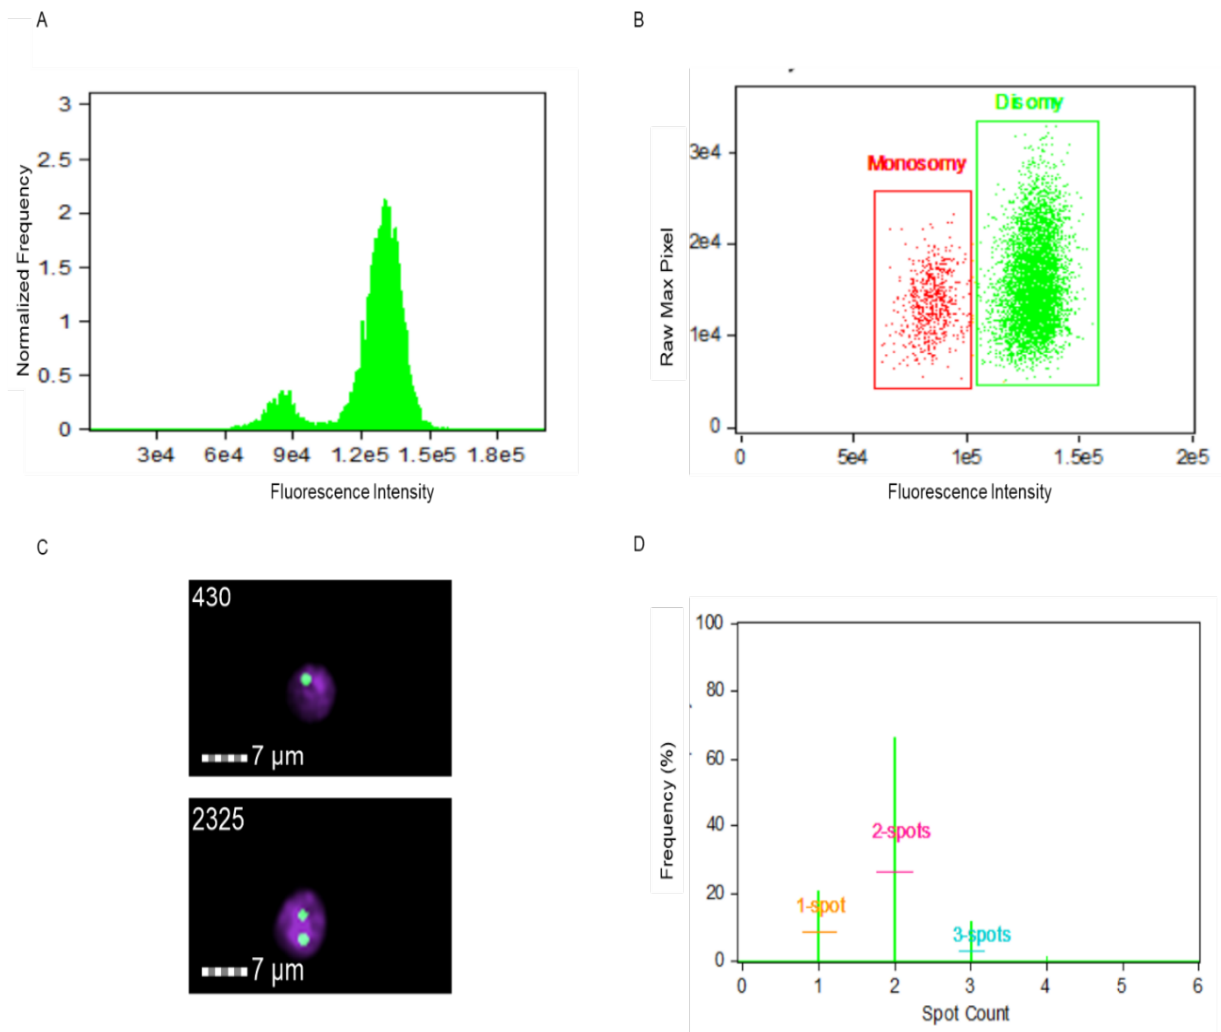 A
B
3
2.5
2
1.5
1
0.5
0
Normalized Frequency
3e4 6e4 9e4 1.2e5 1.5e5 1.8e5
Fluorescence Intensity
Disomy
Monosomy
3e4
2e4
1e4
0
Raw Max Pixel
0 5e4 1e5 1.5e5 2e5
Fluorescence Intensity
C
D
430
7 µm
2325
7 µm
100
80
60
40
20
0
Frequency (%)
2-spots
1-spot
3-spots
0 1 2 3 4 5 6
Spot Count